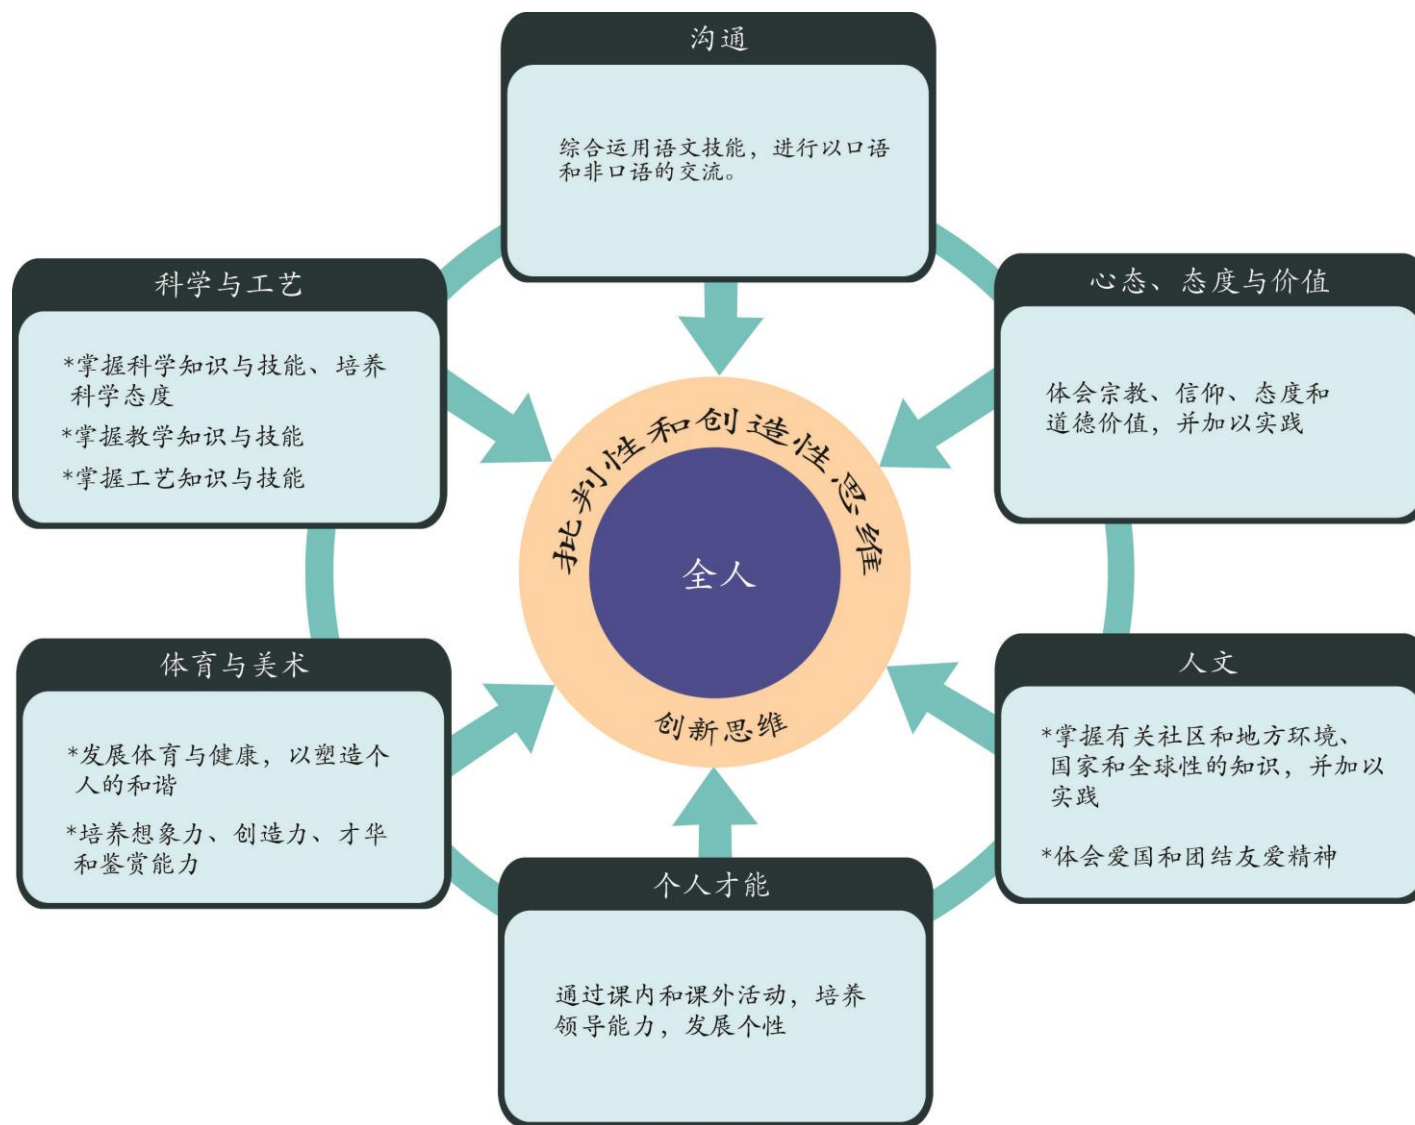 沟通
综合运用语文技能，进行以口语
和非口语的交流。
科学与工艺
*掌握科学知识与技能、培养
科学态度
*掌握教学知识与技能
*掌握工艺知识与技能
心态、态度与价值
体会宗教、信仰、态度和
道德价值，并加以实践
批判性和创造性思维
全人
创新思维
体育与美术
*发展体育与健康，以塑造个
人的和谐
*培养想象力、创造力、才华
和鉴赏能力
人文
*掌握有关社区和地方环境、
国家和全球性的知识，并加以
实践
*体会爱国和团结友爱精神
个人才能
通过课内和课外活动，培养
领导能力，发展个性